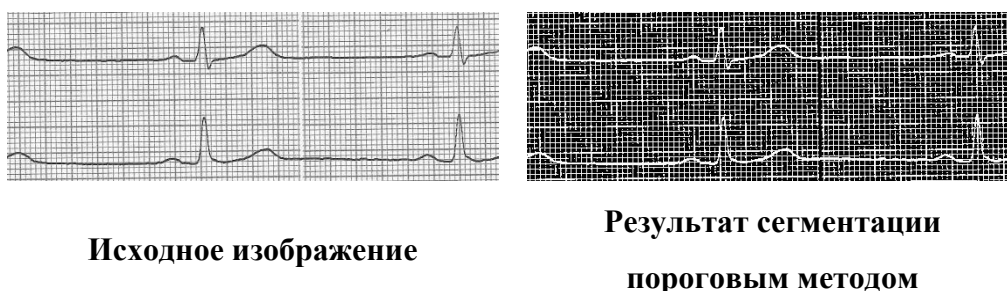 Исходное изображение
Результат сегментации
пороговым методом